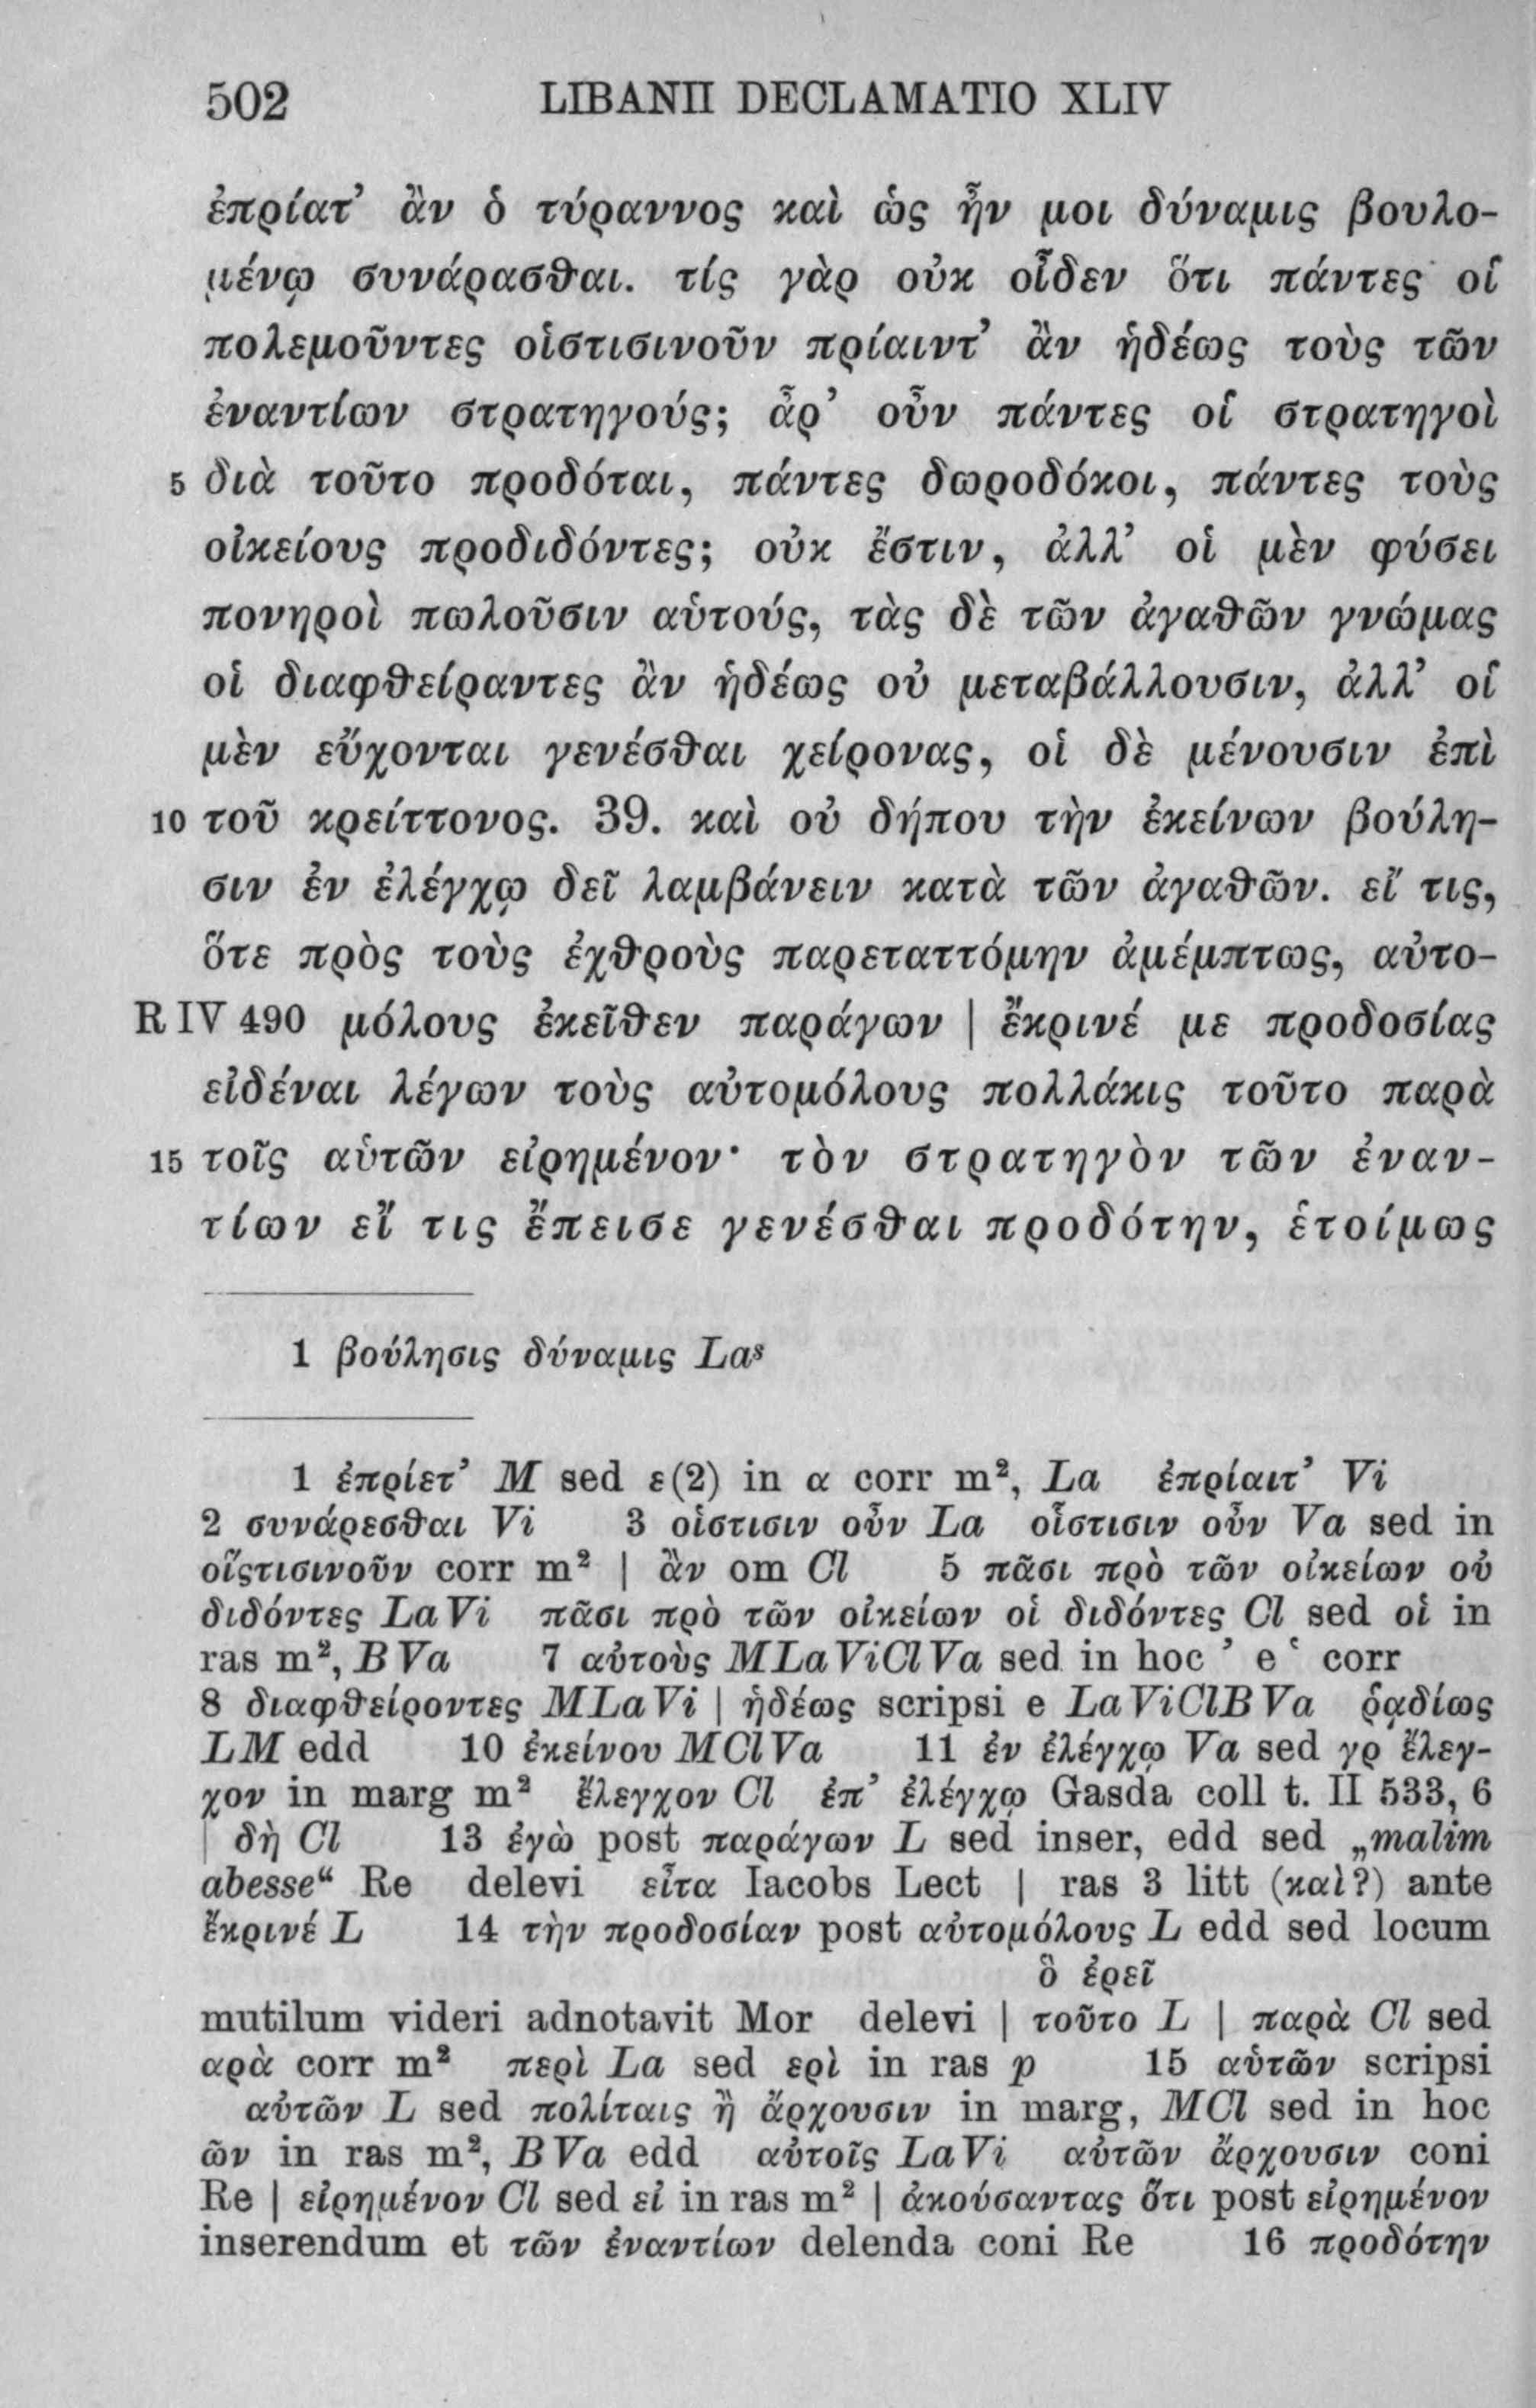 502 LIBANII DECLAMATIO XLIV
ἐπρίατ’ ἂν ὁ τύραννος καὶ ὡς ἦν μοι δύναμις βουλο-
μένῳ συνάρασθαι. τίς γὰρ οὐκ οἶδεν ὅτι πάντες οἱ
πολεμοῦντες οἱστισινοῦν πρίαιντ’ ἂν ἡδέως τοὺς τῶν
ἐναντίων στρατηγούς; ἆρ’ οὖν πάντες οἱ στρατηγοὶ
5 διὰ τοῦτο προδόται, πάντες δωροδόκοι, πάντες τοὺς
οἰκείους προδιδόντες; οὐκ ἔστιν, ἀλλ’ οἱ μὲν φύσει
πονηροὶ πωλοῦσιν αὑτούς, τὰς δὲ τῶν ἀγαθῶν γνώμας
οἱ διαφθείραντες ἂν ἡδέως οὐ μεταβάλλουσιν, ἀλλ’ οἱ
μὲν εὔχονται γενέσθαι χείρονας, οἱ δὲ μένουσιν ἐπὶ
10 τοῦ κρείττονος. 39. καὶ οὐ δήπου τὴν ἐκείνων βούλη-
σιν ἐν ἐλέγχῳ δεῖ λαμβάνειν κατὰ τῶν ἀγαθῶν. εἴ τις,
ὅτε πρὸς τοὺς ἐχθροὺς παρεταττόμην ἀμέμπτως, αὐτο-
R IV 490 μόλους ἐκεῖθεν παράγων | ἔκρινέ με προδοσίας
εἰδέναι λέγων τοὺς αὐτομόλους πολλάκις τοῦτο παρὰ
15 τοῖς αὑτῶν εἰρημένον· τὸν στρατηγὸν τῶν ἐναν-
τίων εἴ τις ἔπεισε γενέσθαι προδότην, ἑτοίμως
1 βούλησις δύναμις Laˢ
1 ἐπρίετ’ M sed ε(2) in α corr m², La ἐπρίαιτ’ Vi
2 συνάρεσθαι Vi 3 οἱστισιν οὖν La οἷστισιν οὖν Va sed in
οἵςτισινοῦν corr m² | ἂν om Cl 5 πᾶσι πρὸ τῶν οἰκείων οὐ
διδόντες La Vi πᾶσι πρὸ τῶν οἰκείων οἱ διδόντες Cl sed οἱ in
ras m², B Va 7 αὐτοὺς MLaViClVa sed in hoc ’ e ‛ corr
8 διαφθείροντες MLaVi | ἡδέως scripsi e LaViClBVa ῥᾳδίως
LM edd 10 ἐκείνου MClVa 11 ἐν ἐλέγχῳ Va sed γρ ἔλεγ-
χον in marg m² ἔλεγχον Cl ἐπ’ ἐλέγχῳ Gasda coll t. II 533, 6
| δὴ Cl 13 ἐγὼ post παράγων L sed inser, edd sed „malim
abesse“ Re delevi εἶτα Iacobs Lect | ras 3 litt (καὶ?) ante
ἔκρινέ L 14 τὴν προδοσίαν post αὐτομόλους L edd sed locum
ὃ ἐρεῖ
mutilum videri adnotavit Mor delevi | τοῦτο L | παρὰ Cl sed
αρὰ corr m² περὶ La sed ερὶ in ras p 15 αὑτῶν scripsi
αὐτῶν L sed πολίταις ἢ ἄρχουσιν in marg, MCl sed in hoc
ῶν in ras m², B Va edd αὐτοῖς LaVi αὐτῶν ἄρχουσιν coni
Re | εἰρημένον Cl sed εἰ in ras m² | ἀκούσαντας ὅτι post εἰρημένον
inserendum et τῶν ἐναντίων delenda coni Re 16 προδότην